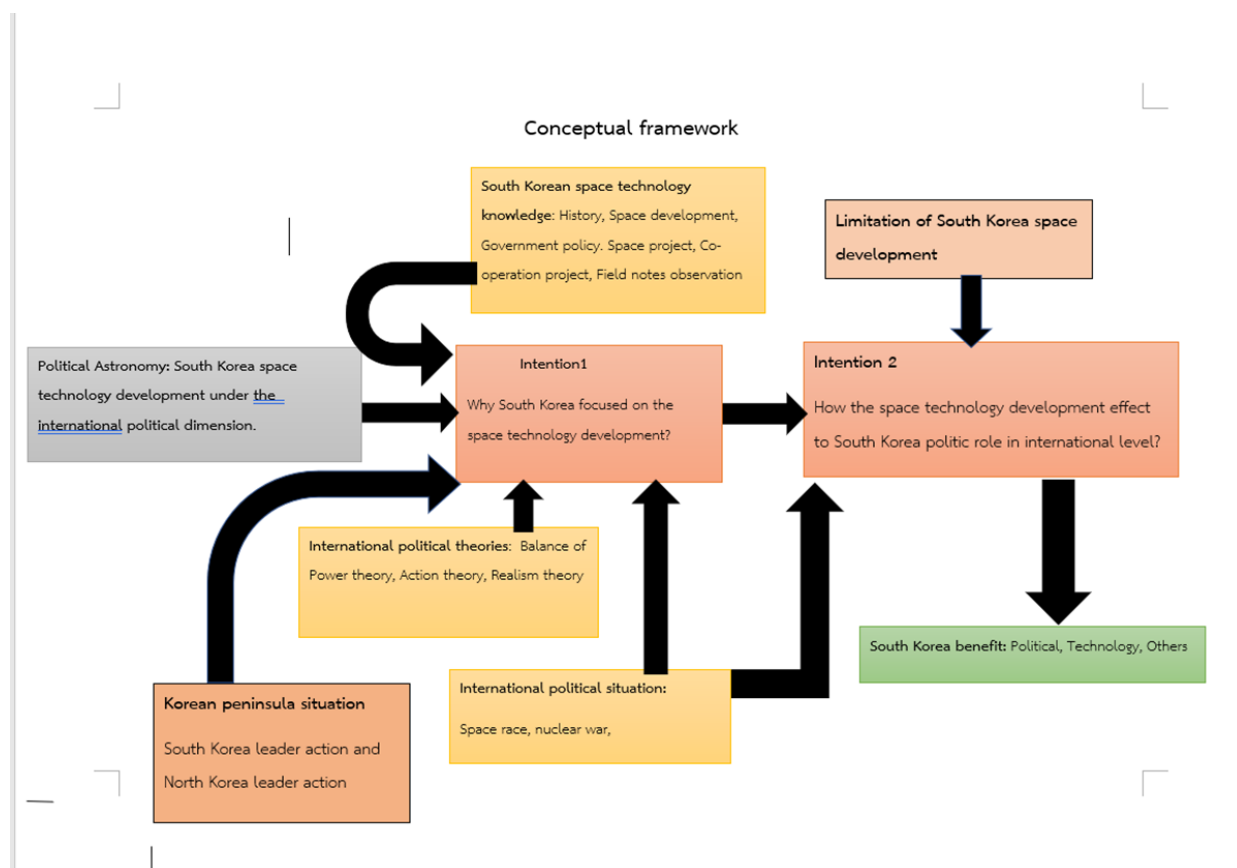 Conceptual framework
South Korean space technology
knowledge: History, Space development,
Government policy. Space project, Co-
operation project, Field notes observation
Limitation of South Korea space
development
Political Astronomy: South Korea space
technology development under the
international political dimension.
Intention1
Why South Korea focused on the
space technology development?
Intention 2
How the space technology development effect
to South Korea politic role in international level?
International political theories: Balance of
Power theory, Action theory, Realism theory
South Korea benefit: Political, Technology, Others
Korean peninsula situation
South Korea leader action and
North Korea leader action
International political situation:
Space race, nuclear war,